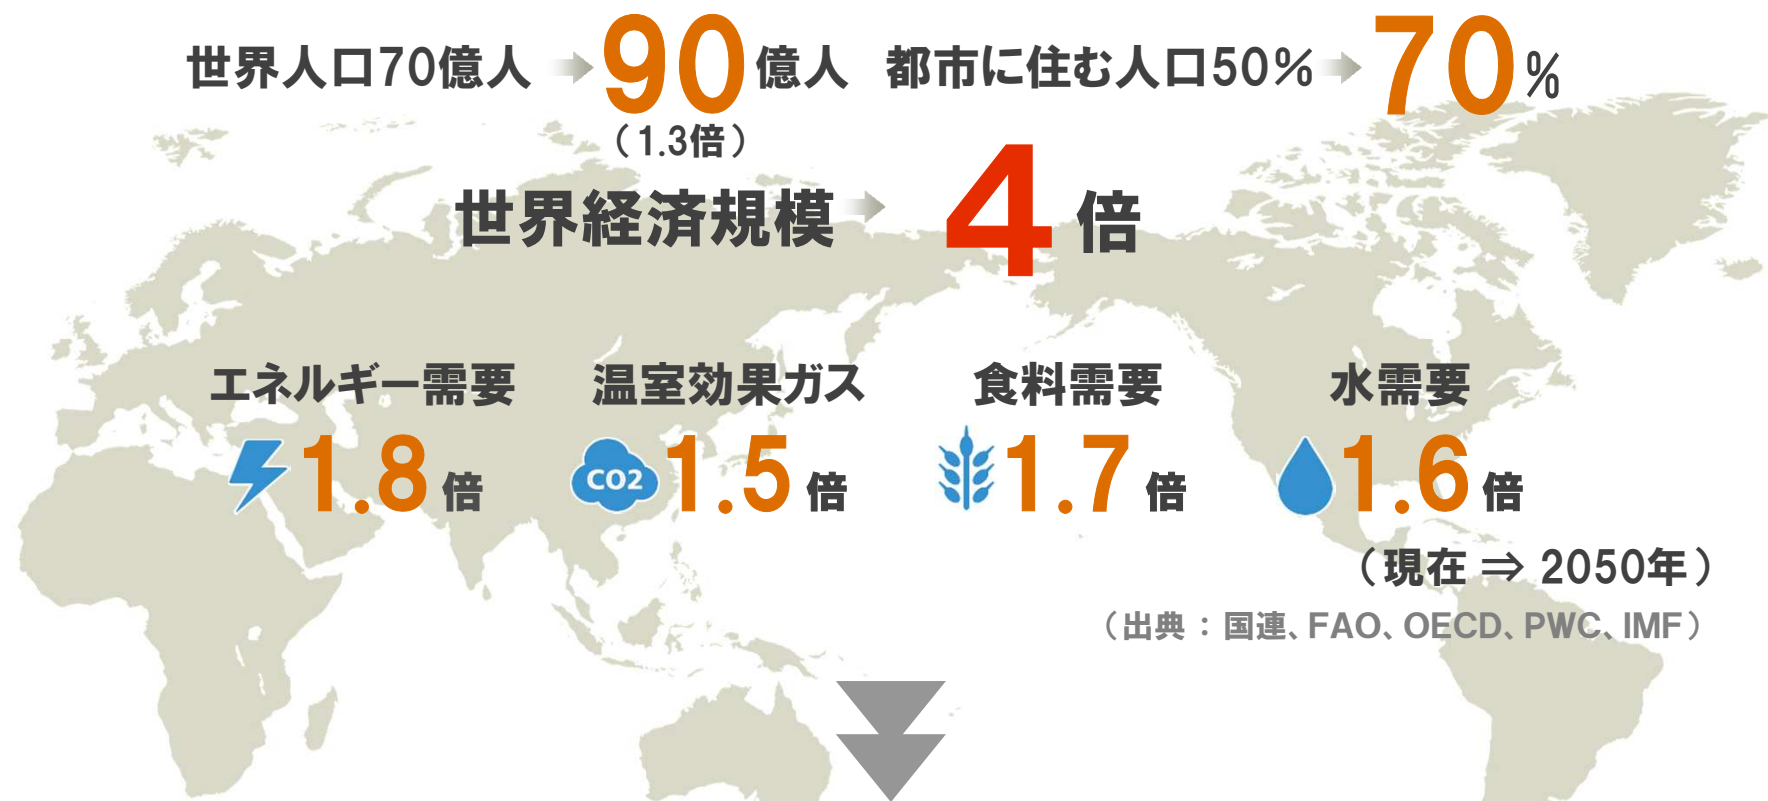 世界人口70億人 90億人 都市に住む人口50% 70%
(1.3倍)
世界経済規模 4倍
エネルギー需要 温室効果ガス 食料需要 水需要
1.8倍 CO2 1.5倍 1.7倍 1.6倍
(現在 ⇒ 2050年)
(出典：国連、FAO、OECD、PWC、IMF)